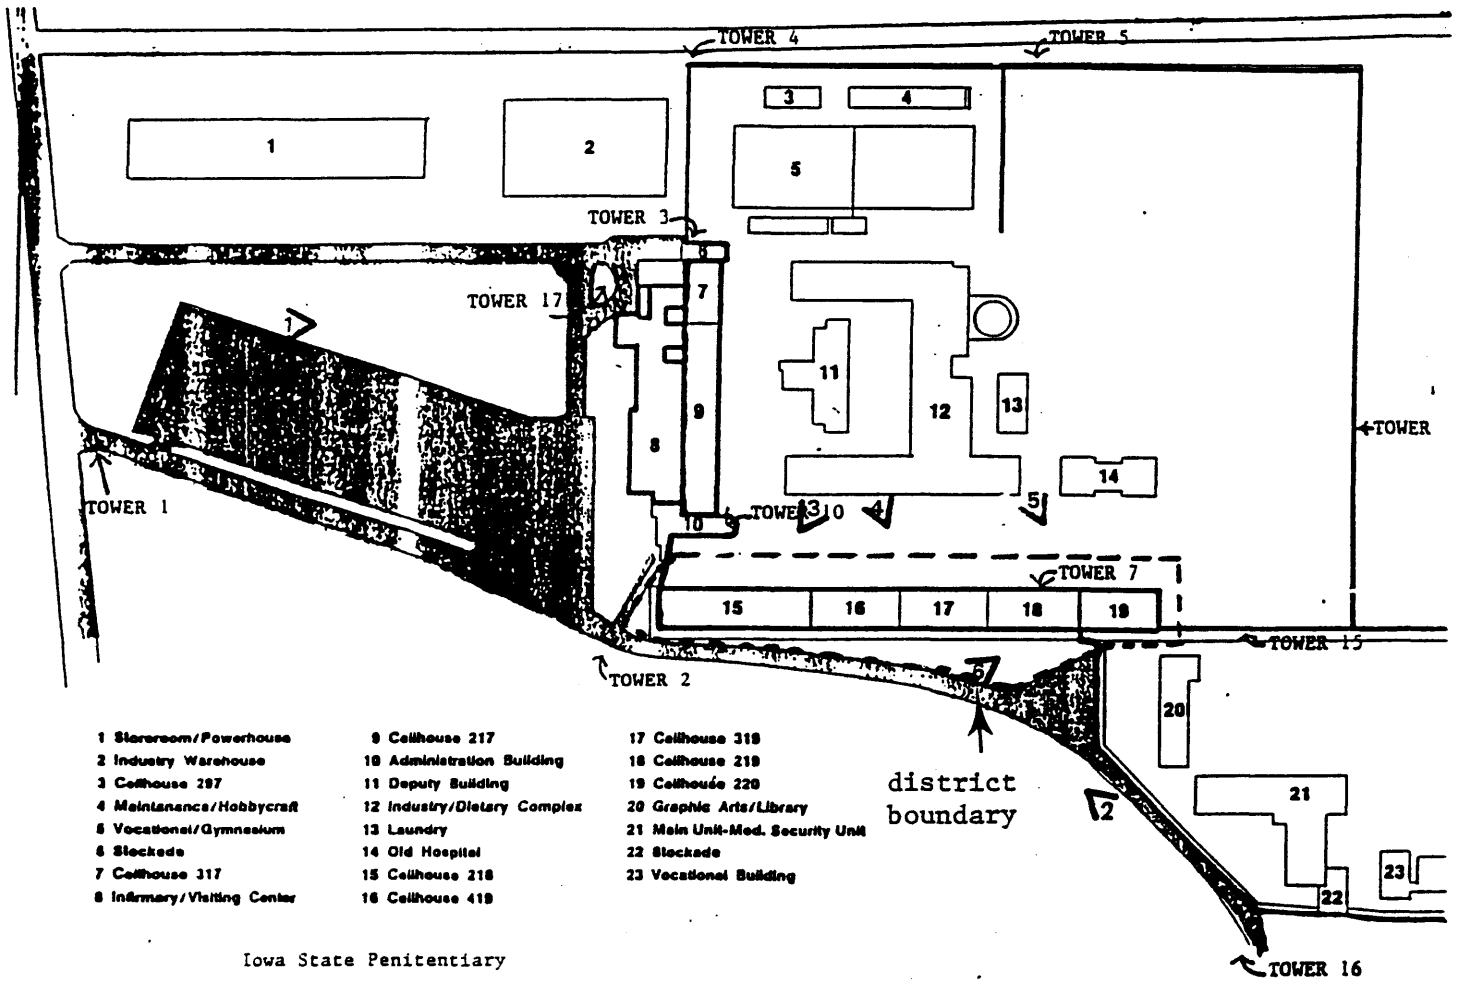 TOWER 4
TOWER 5
3
4
1
2
5
TOWER 3
6
7
TOWER 17
1
11
9
12
13
8
TOWER
14
TOWER 1
10
TOWER 10
3
4
5
TOWER 7
15
16
17
18
19
TOWER 15
TOWER 2
6
20
district
boundary
2
21
22
23
TOWER 16
1 Storeroom/Powerhouse
2 Industry Warehouse
3 Cellhouse 297
4 Maintenance/Hobbycraft
5 Vocational/Gymnasium
6 Stockade
7 Cellhouse 317
8 Infirmary/Visiting Center
9 Cellhouse 217
10 Administration Building
11 Deputy Building
12 Industry/Dietary Complex
13 Laundry
14 Old Hospital
15 Cellhouse 218
16 Cellhouse 419
17 Cellhouse 319
18 Cellhouse 219
19 Cellhouse 220
20 Graphic Arts/Library
21 Main Unit-Med. Security Unit
22 Stockade
23 Vocational Building
Iowa State Penitentiary